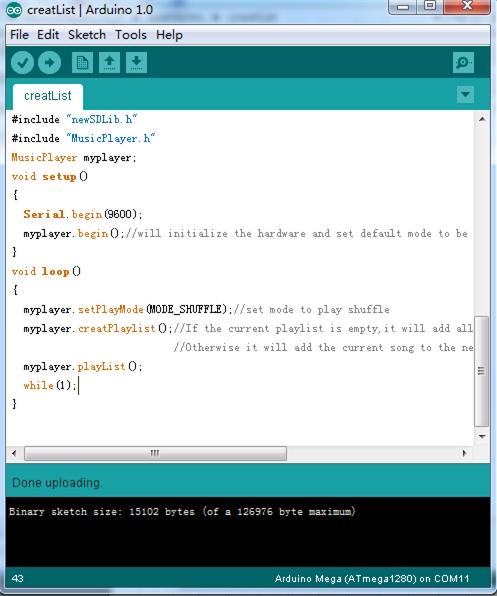 creatList | Arduino 1.0
File Edit Sketch Tools Help
creatList
#include "newSDLib.h"
#include "MusicPlayer.h"
MusicPlayer myplayer;
void setup()
{
Serial.begin(9600);
myplayer.begin();//will initialize the hardware and set default mode to be
}
void loop()
{
myplayer.setPlayMode(MODE_SHUFFLE);//set mode to play shuffle
myplayer.creatPlaylist();//If the current playlist is empty,it will add all
//Otherwise it will add the current song to the ne
myplayer.playList();
while(1);
}
Done uploading.
Binary sketch size: 15102 bytes (of a 126976 byte maximum)
43 Arduino Mega (ATmega1280) on COM11